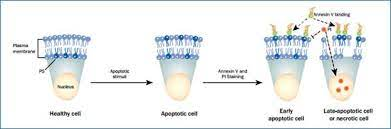 Annexin V binding
PI
Plasma
membrane
PS
Nucleus
Apoptotic
stimuli
Annexin V and
PI Staining
Healthy cell
Apoptotic cell
Early
apoptotic cell
Late-apoptotic cell
or necrotic cell